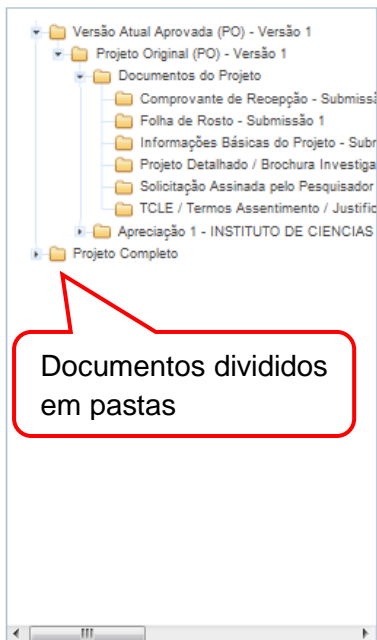 Versão Atual Aprovada (PO) - Versão 1
Projeto Original (PO) - Versão 1
Documentos do Projeto
Comprovante de Recepção - Submissã
Folha de Rosto - Submissão 1
Informações Básicas do Projeto - Subr
Projeto Detalhado / Brochura Investiga
Solicitação Assinada pelo Pesquisador
TCLE / Termos Assentimento / Justific
Apreciação 1 - INSTITUTO DE CIENCIAS
Projeto Completo
Documentos divididos
em pastas